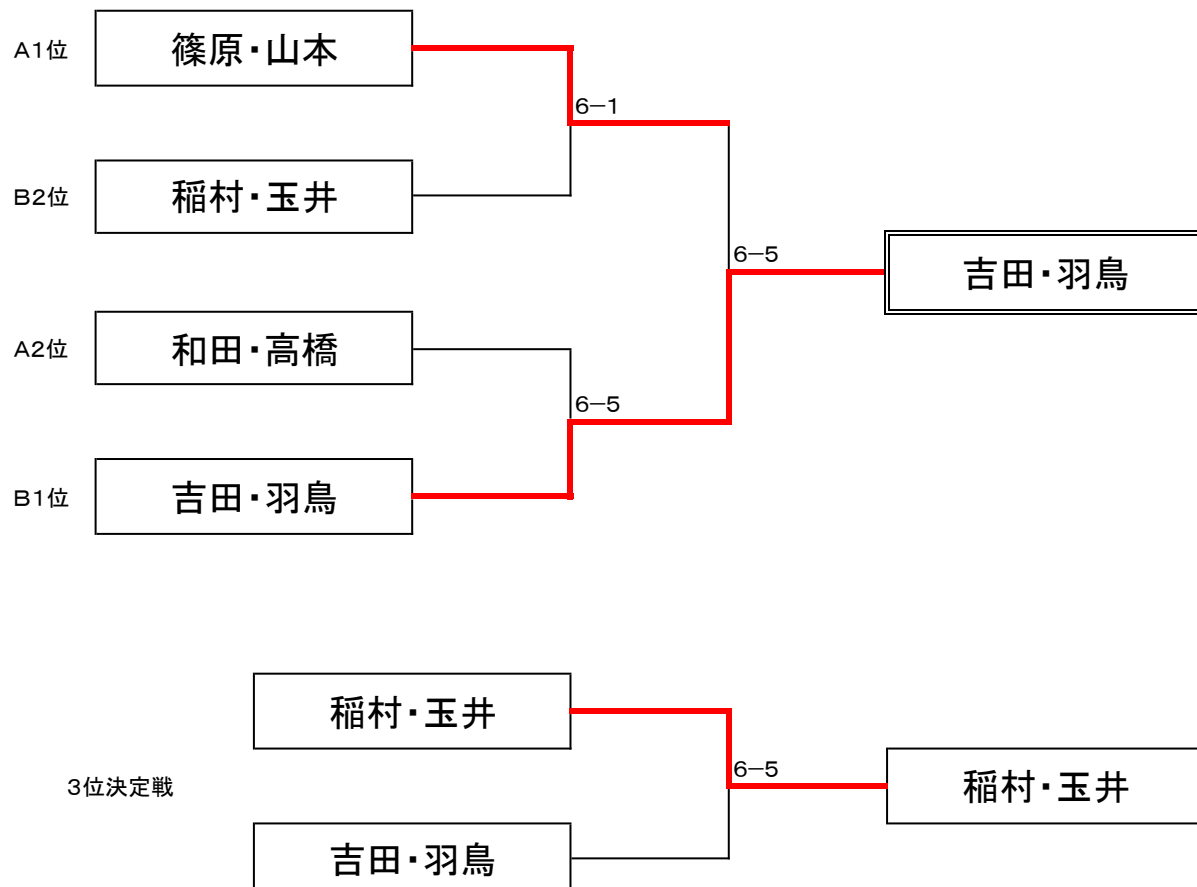 A1位
篠原・山本
6－1
B2位
稲村・玉井
6－5
吉田・羽鳥
A2位
和田・高橋
6－5
B1位
吉田・羽鳥
稲村・玉井
3位決定戦
6－5
稲村・玉井
吉田・羽鳥